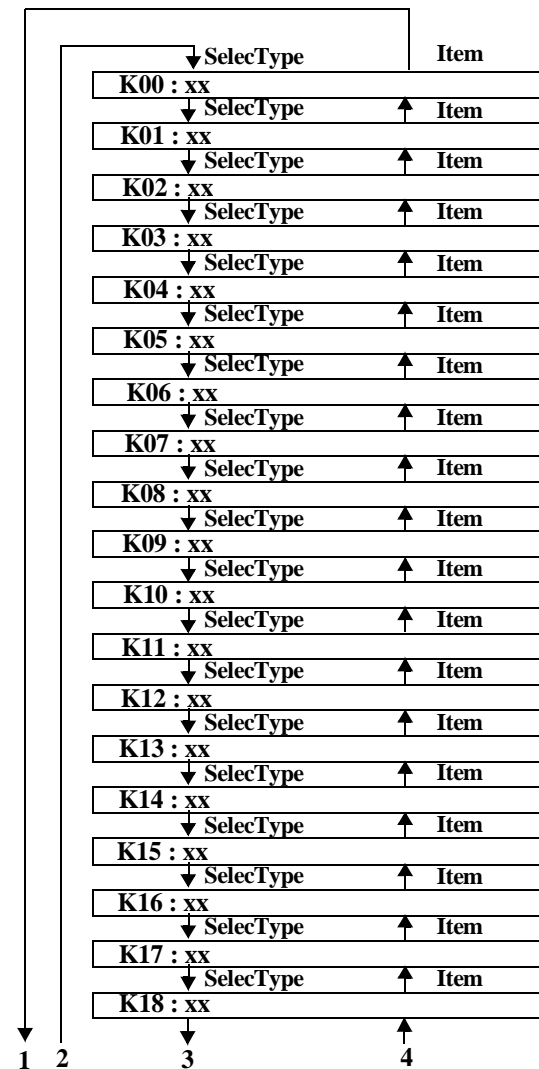 SelecType Item
K00 : xx
SelecType Item
K01 : xx
SelecType Item
K02 : xx
SelecType Item
K03 : xx
SelecType Item
K04 : xx
SelecType Item
K05 : xx
SelecType Item
K06 : xx
SelecType Item
K07 : xx
SelecType Item
K08 : xx
SelecType Item
K09 : xx
SelecType Item
K10 : xx
SelecType Item
K11 : xx
SelecType Item
K12 : xx
SelecType Item
K13 : xx
SelecType Item
K14 : xx
SelecType Item
K15 : xx
SelecType Item
K16 : xx
SelecType Item
K17 : xx
SelecType Item
K18 : xx
1 2 3 4